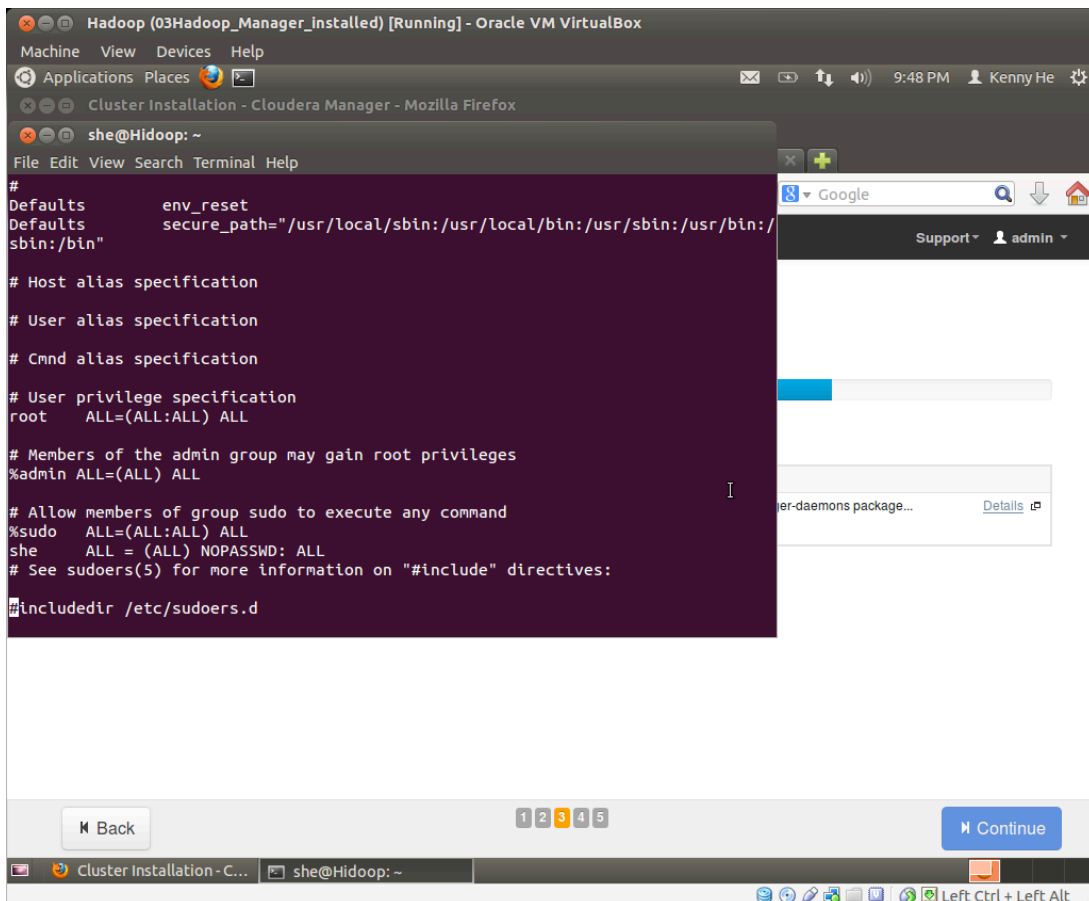 Hadoop (03Hadoop_Manager_installed) [Running] - Oracle VM VirtualBox
Machine View Devices Help
Applications Places 9:48 PM Kenny He
Cluster Installation - Cloudera Manager - Mozilla Firefox
she@Hidoop: ~
File Edit View Search Terminal Help
#
Defaults env_reset
Defaults secure_path="/usr/local/sbin:/usr/local/bin:/usr/sbin:/usr/bin:/
sbin:/bin"
# Host alias specification
# User alias specification
# Cmnd alias specification
# User privilege specification
root ALL=(ALL:ALL) ALL
# Members of the admin group may gain root privileges
%admin ALL=(ALL) ALL
# Allow members of group sudo to execute any command
%sudo ALL=(ALL:ALL) ALL
she ALL = (ALL) NOPASSWD: ALL
# See sudoers(5) for more information on "#include" directives:
#includedir /etc/sudoers.d
8 Google
Support admin
ger-daemons package... Details
Back 1 2 3 4 5 Continue
Cluster Installation - C... she@Hidoop: ~
Left Ctrl + Left Alt